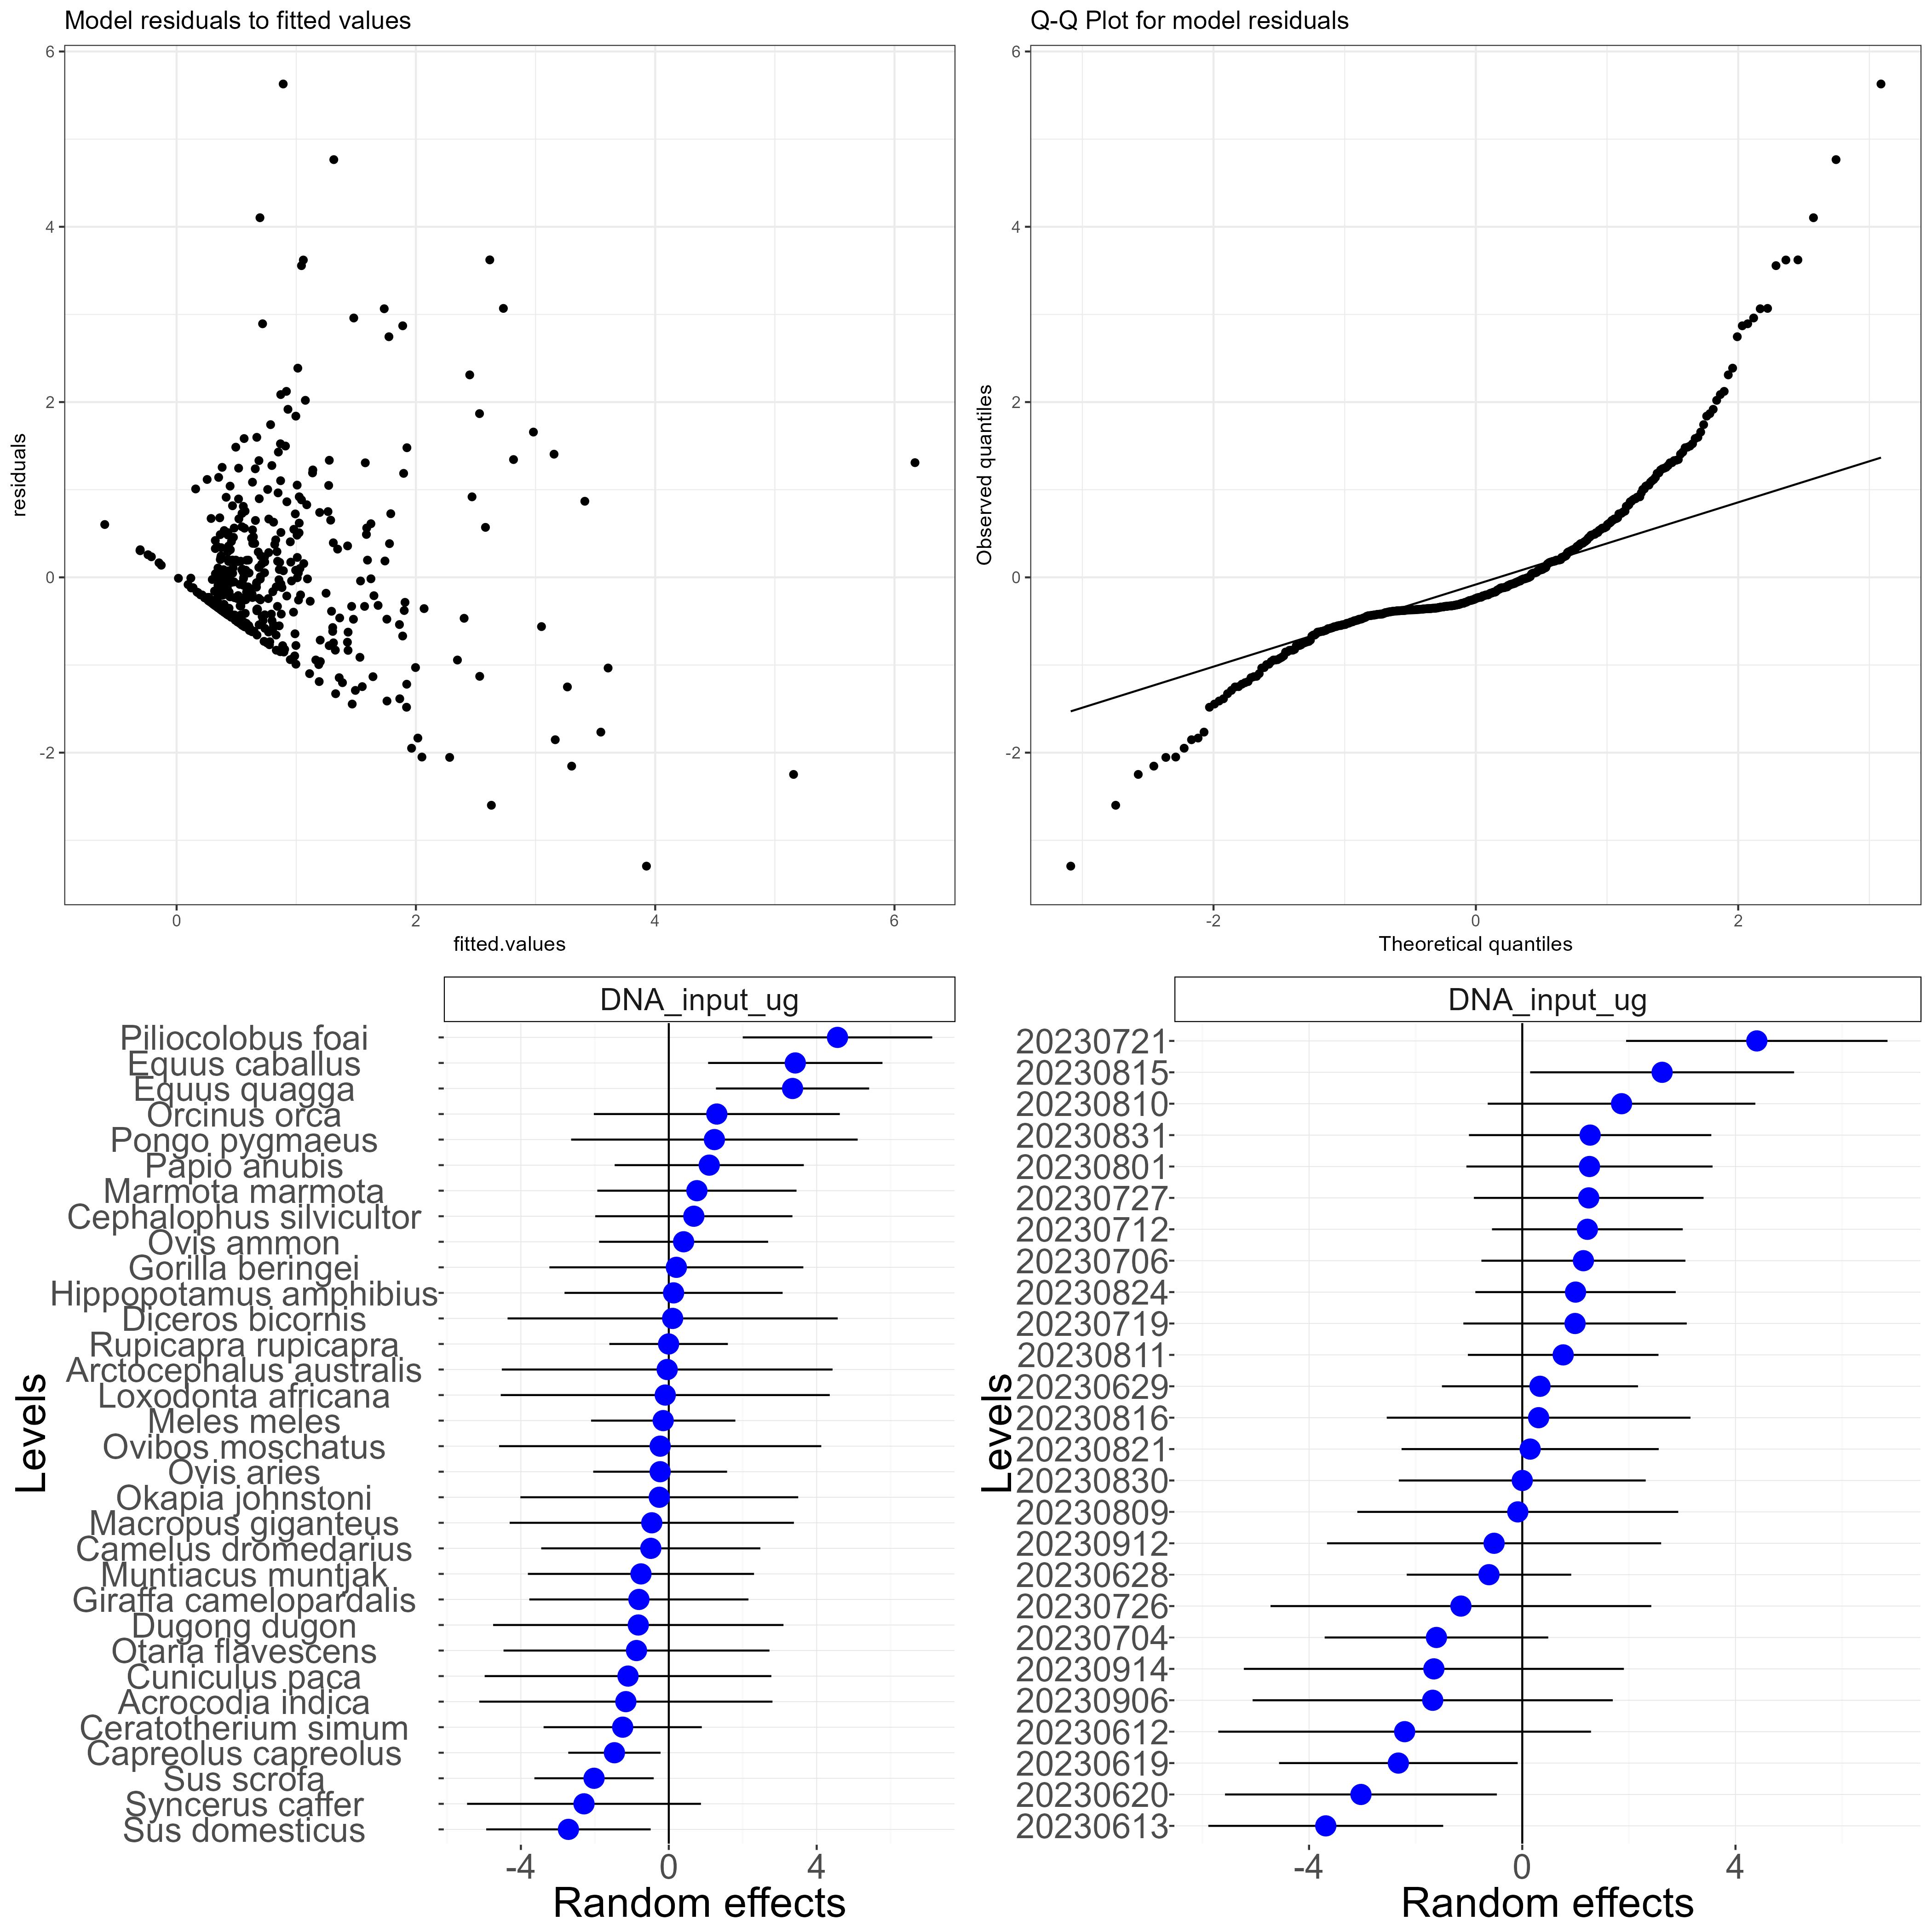 Model residuals to fitted values
6
4
2
0
-2
residuals
0
2
4
6
fitted.values
Q-Q Plot for model residuals
6
4
2
0
-2
Observed quantiles
-2
0
2
Theoretical quantiles
DNA_input_ug
Piliocolobus foai
Equus caballus
Equus quagga
Orcinus orca
Pongo pygmaeus
Papio anubis
Marmota marmota
Cephalophus silvicultor
Ovis ammon
Gorilla beringei
Hippopotamus amphibius
Diceros bicornis
Rupicapra rupicapra
Arctocephalus australis
Loxodonta africana
Meles meles
Ovibos moschatus
Ovis aries
Okapia johnstoni
Macropus giganteus
Camelus dromedarius
Muntiacus muntjak
Giraffa camelopardalis
Dugong dugon
Otaria flavescens
Cuniculus paca
Acrocodia indica
Ceratotherium simum
Capreolus capreolus
Sus scrofa
Syncerus caffer
Sus domesticus
Levels
-4
0
4
Random effects
DNA_input_ug
20230721
20230815
20230810
20230831
20230801
20230727
20230712
20230706
20230824
20230719
20230811
20230629
20230816
20230821
20230830
20230809
20230912
20230628
20230726
20230704
20230914
20230906
20230612
20230619
20230620
20230613
Levels
-4
0
4
Random effects